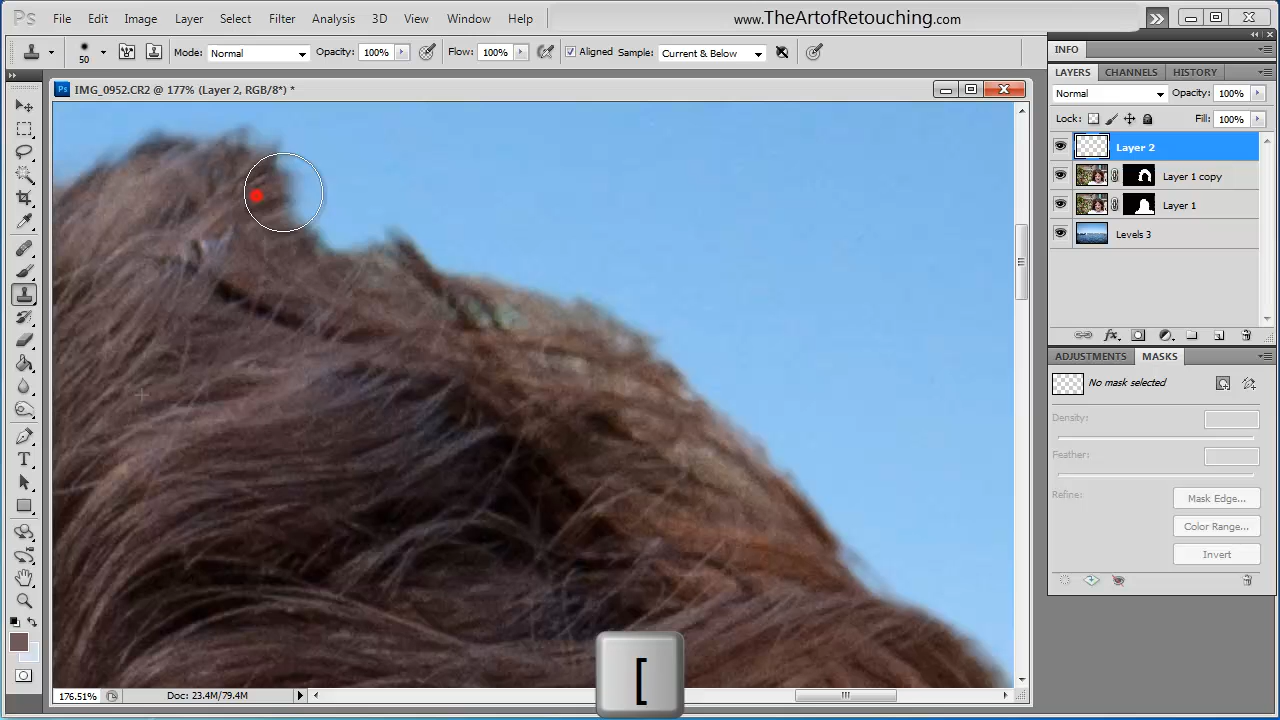 Ps File Edit Image Layer Select Filter Analysis 3D View Window Help www.TheArtofRetouching.com
50 Mode: Normal Opacity: 100% Flow: 100% Aligned Sample: Current & Below
INFO
LAYERS CHANNELS HISTORY
Ps IMG_0952.CR2 @ 177% (Layer 2, RGB/8*) *
Normal Opacity: 100%
Lock: Fill: 100%
Layer 2
Layer 1 copy
Layer 1
Levels 3
fx
ADJUSTMENTS MASKS
No mask selected
Density:
Feather:
Refine: Mask Edge...
Color Range...
Invert
T
[
176.51% Doc: 23.4M/79.4M